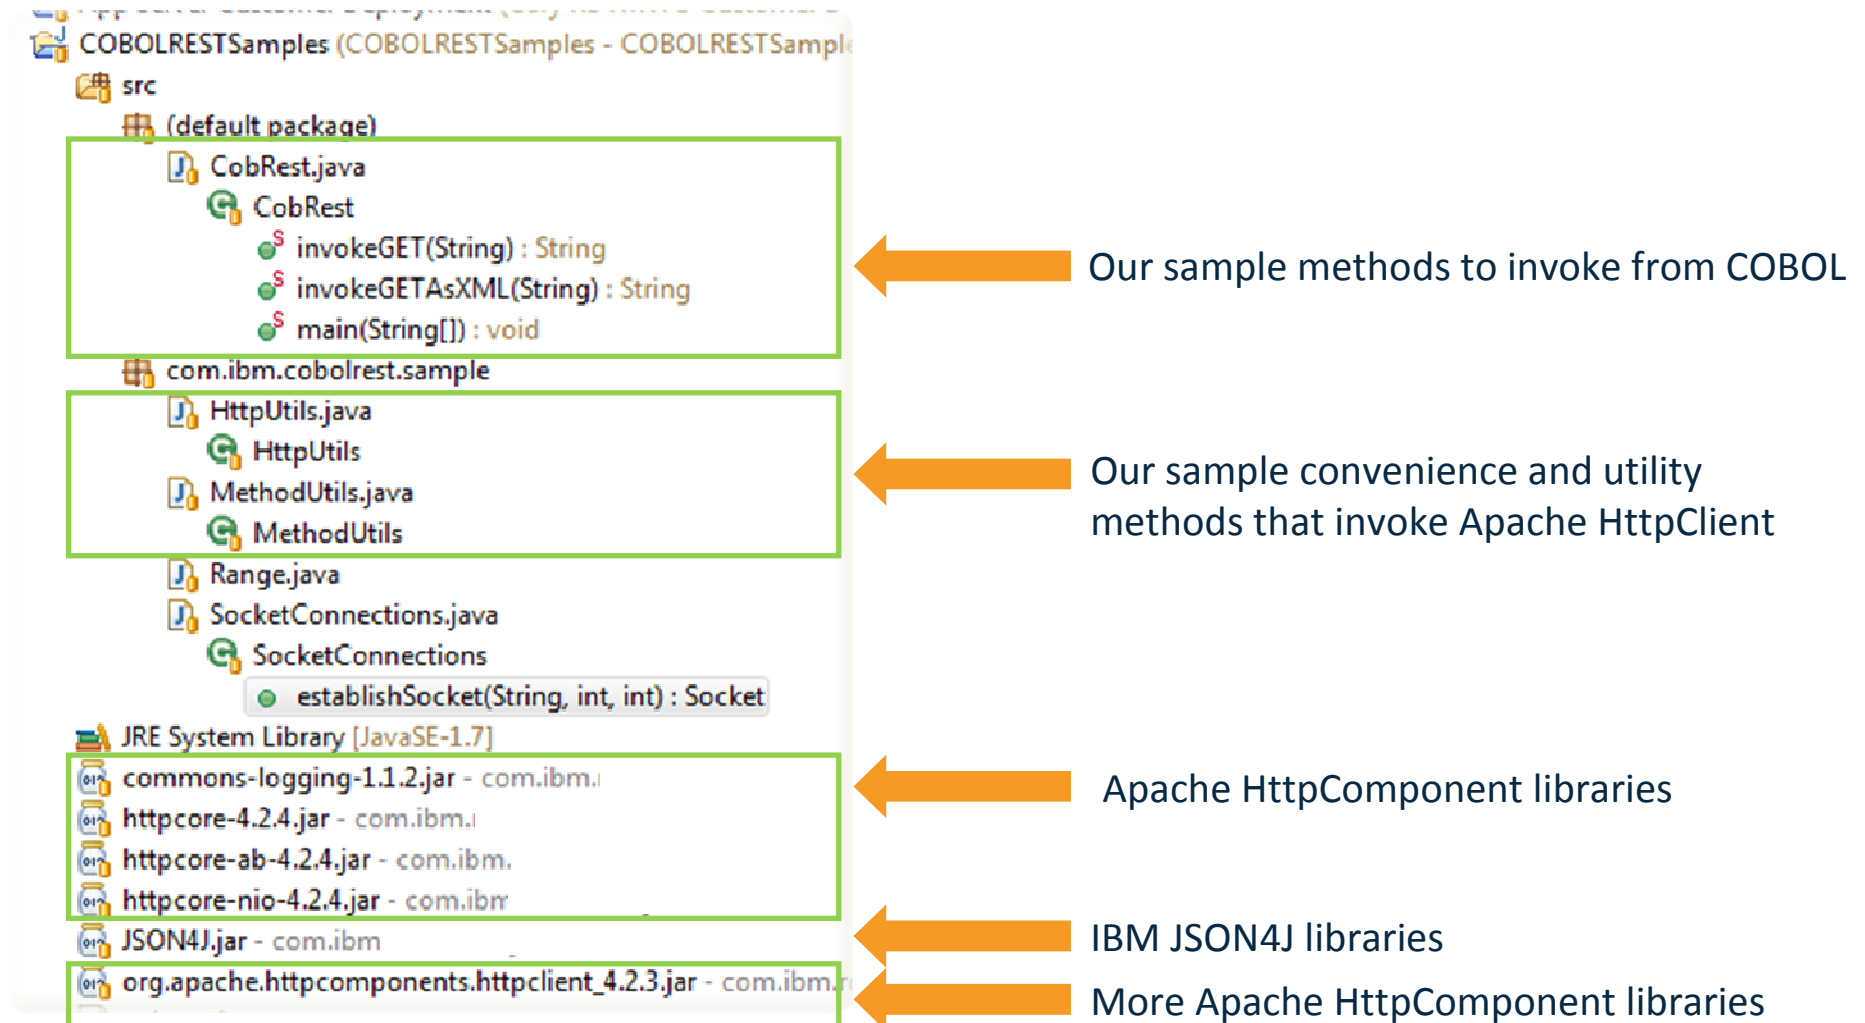 COBOLRESTSamples (COBOLRESTSamples - COBOLRESTSample
src
(default package)
CobRest.java
CobRest
invokeGET(String) : String
invokeGETAsXML(String) : String
main(String[]) : void
Our sample methods to invoke from COBOL
com.ibm.cobolrest.sample
HttpUtils.java
HttpUtils
MethodUtils.java
MethodUtils
Our sample convenience and utility
methods that invoke Apache HttpClient
Range.java
SocketConnections.java
SocketConnections
establishSocket(String, int, int) : Socket
JRE System Library [JavaSE-1.7]
commons-logging-1.1.2.jar - com.ibm.
httpcore-4.2.4.jar - com.ibm.
httpcore-ab-4.2.4.jar - com.ibm.
httpcore-nio-4.2.4.jar - com.ibm
Apache HttpComponent libraries
JSON4J.jar - com.ibm
IBM JSON4J libraries
org.apache.httpcomponents.httpclient_4.2.3.jar - com.ibm.r
More Apache HttpComponent libraries